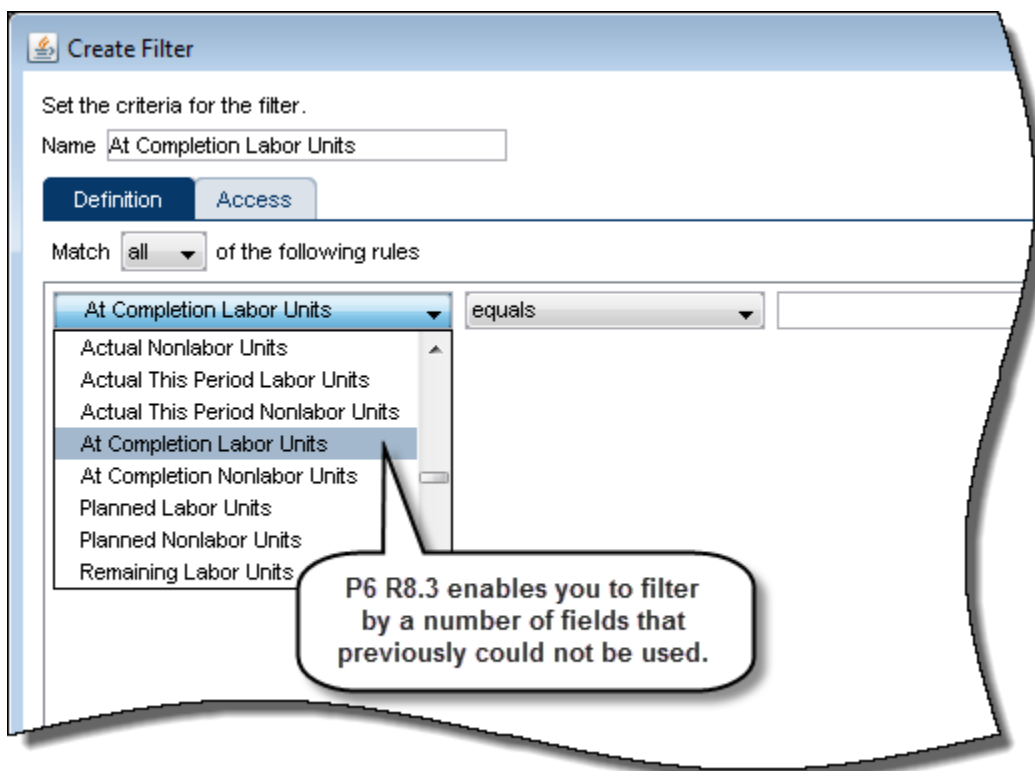 Create Filter
Set the criteria for the filter.
Name At Completion Labor Units
Definition Access
Match all of the following rules
At Completion Labor Units equals
Actual Nonlabor Units
Actual This Period Labor Units
Actual This Period Nonlabor Units
At Completion Labor Units
At Completion Nonlabor Units
Planned Labor Units
Planned Nonlabor Units
Remaining Labor Units
P6 R8.3 enables you to filter
by a number of fields that
previously could not be used.